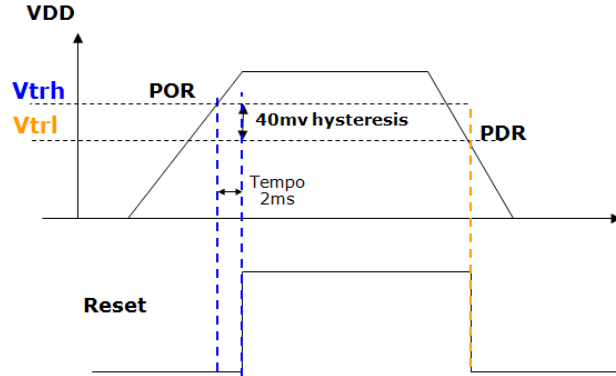 VDD
Vtrh
POR
Vtrl
40mv hysteresis
PDR
Tempo
2ms
Reset